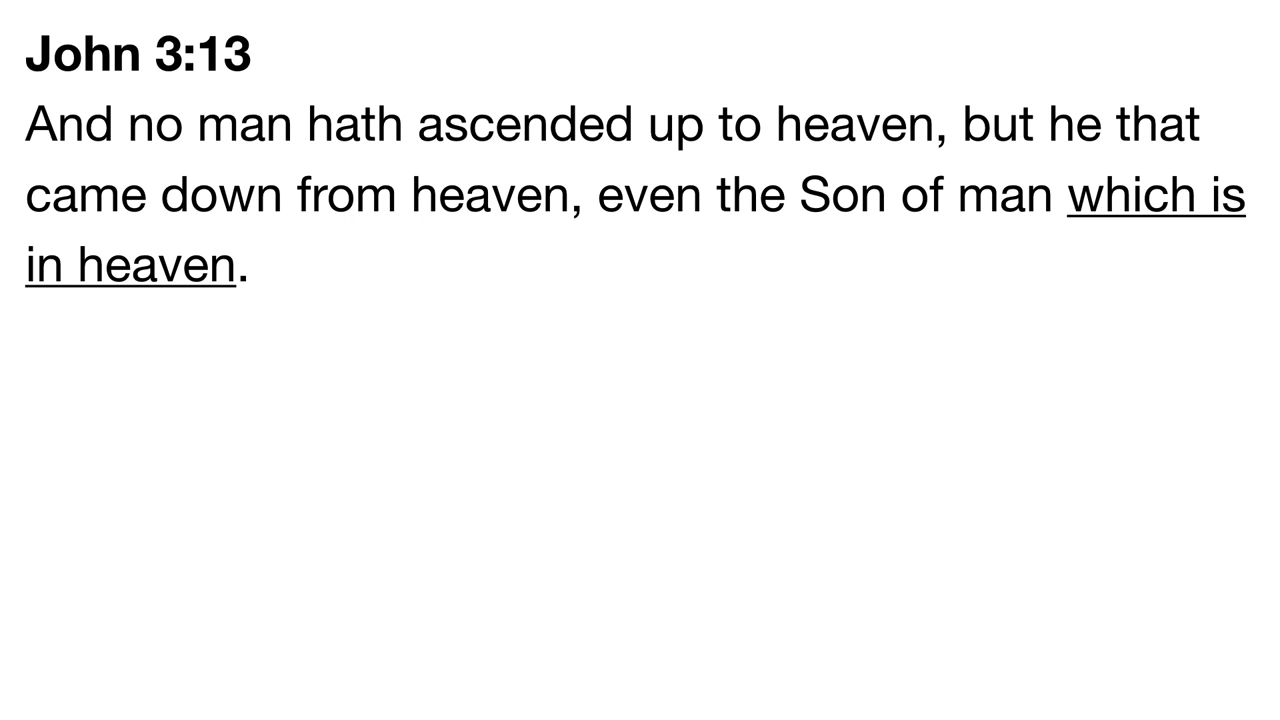 John 3:13
And no man hath ascended up to heaven, but he that
came down from heaven, even the Son of man which is
in heaven.